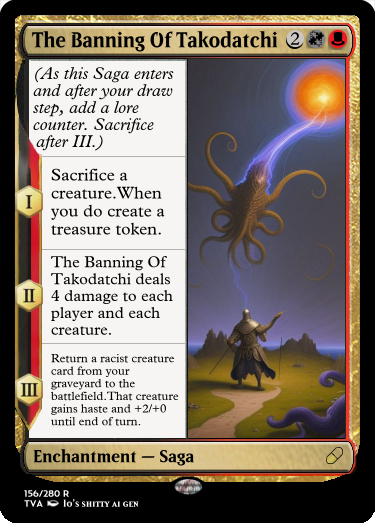 The Banning Of Takodatchi 2
(As this Saga enters
and after your draw
step, add a lore
counter. Sacrifice
after III.)
I
Sacrifice a
creature.When
you do create a
treasure token.
II
The Banning Of
Takodatchi deals
4 damage to each
player and each
creature.
III
Return a racist creature
card from your
graveyard to the
battlefield.That creature
gains haste and +2/+0
until end of turn.
Enchantment — Saga
156/280 R
TVA Io's SHITTY AI GEN